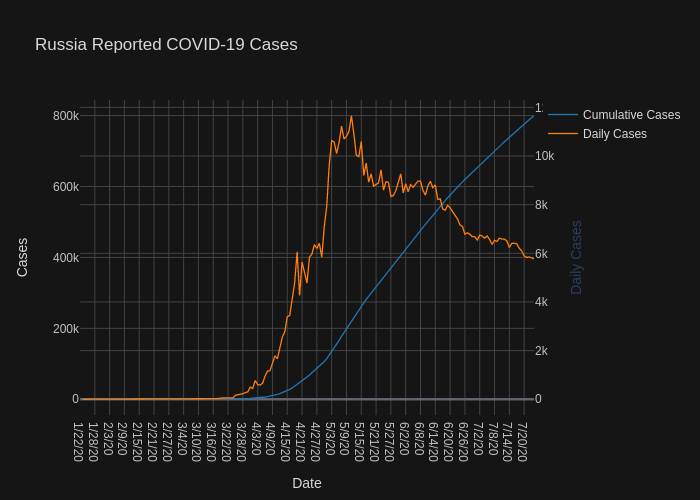 Russia Reported COVID-19 Cases
Cumulative Cases
Daily Cases
800k
600k
400k
200k
0
Cases
10k
8k
6k
4k
2k
0
Daily Cases
1/22/20
1/28/20
2/3/20
2/9/20
2/15/20
2/21/20
2/27/20
3/4/20
3/10/20
3/16/20
3/22/20
3/28/20
4/3/20
4/9/20
4/15/20
4/21/20
4/27/20
5/3/20
5/9/20
5/15/20
5/21/20
5/27/20
6/2/20
6/8/20
6/14/20
6/20/20
6/26/20
7/2/20
7/8/20
7/14/20
7/20/20
Date